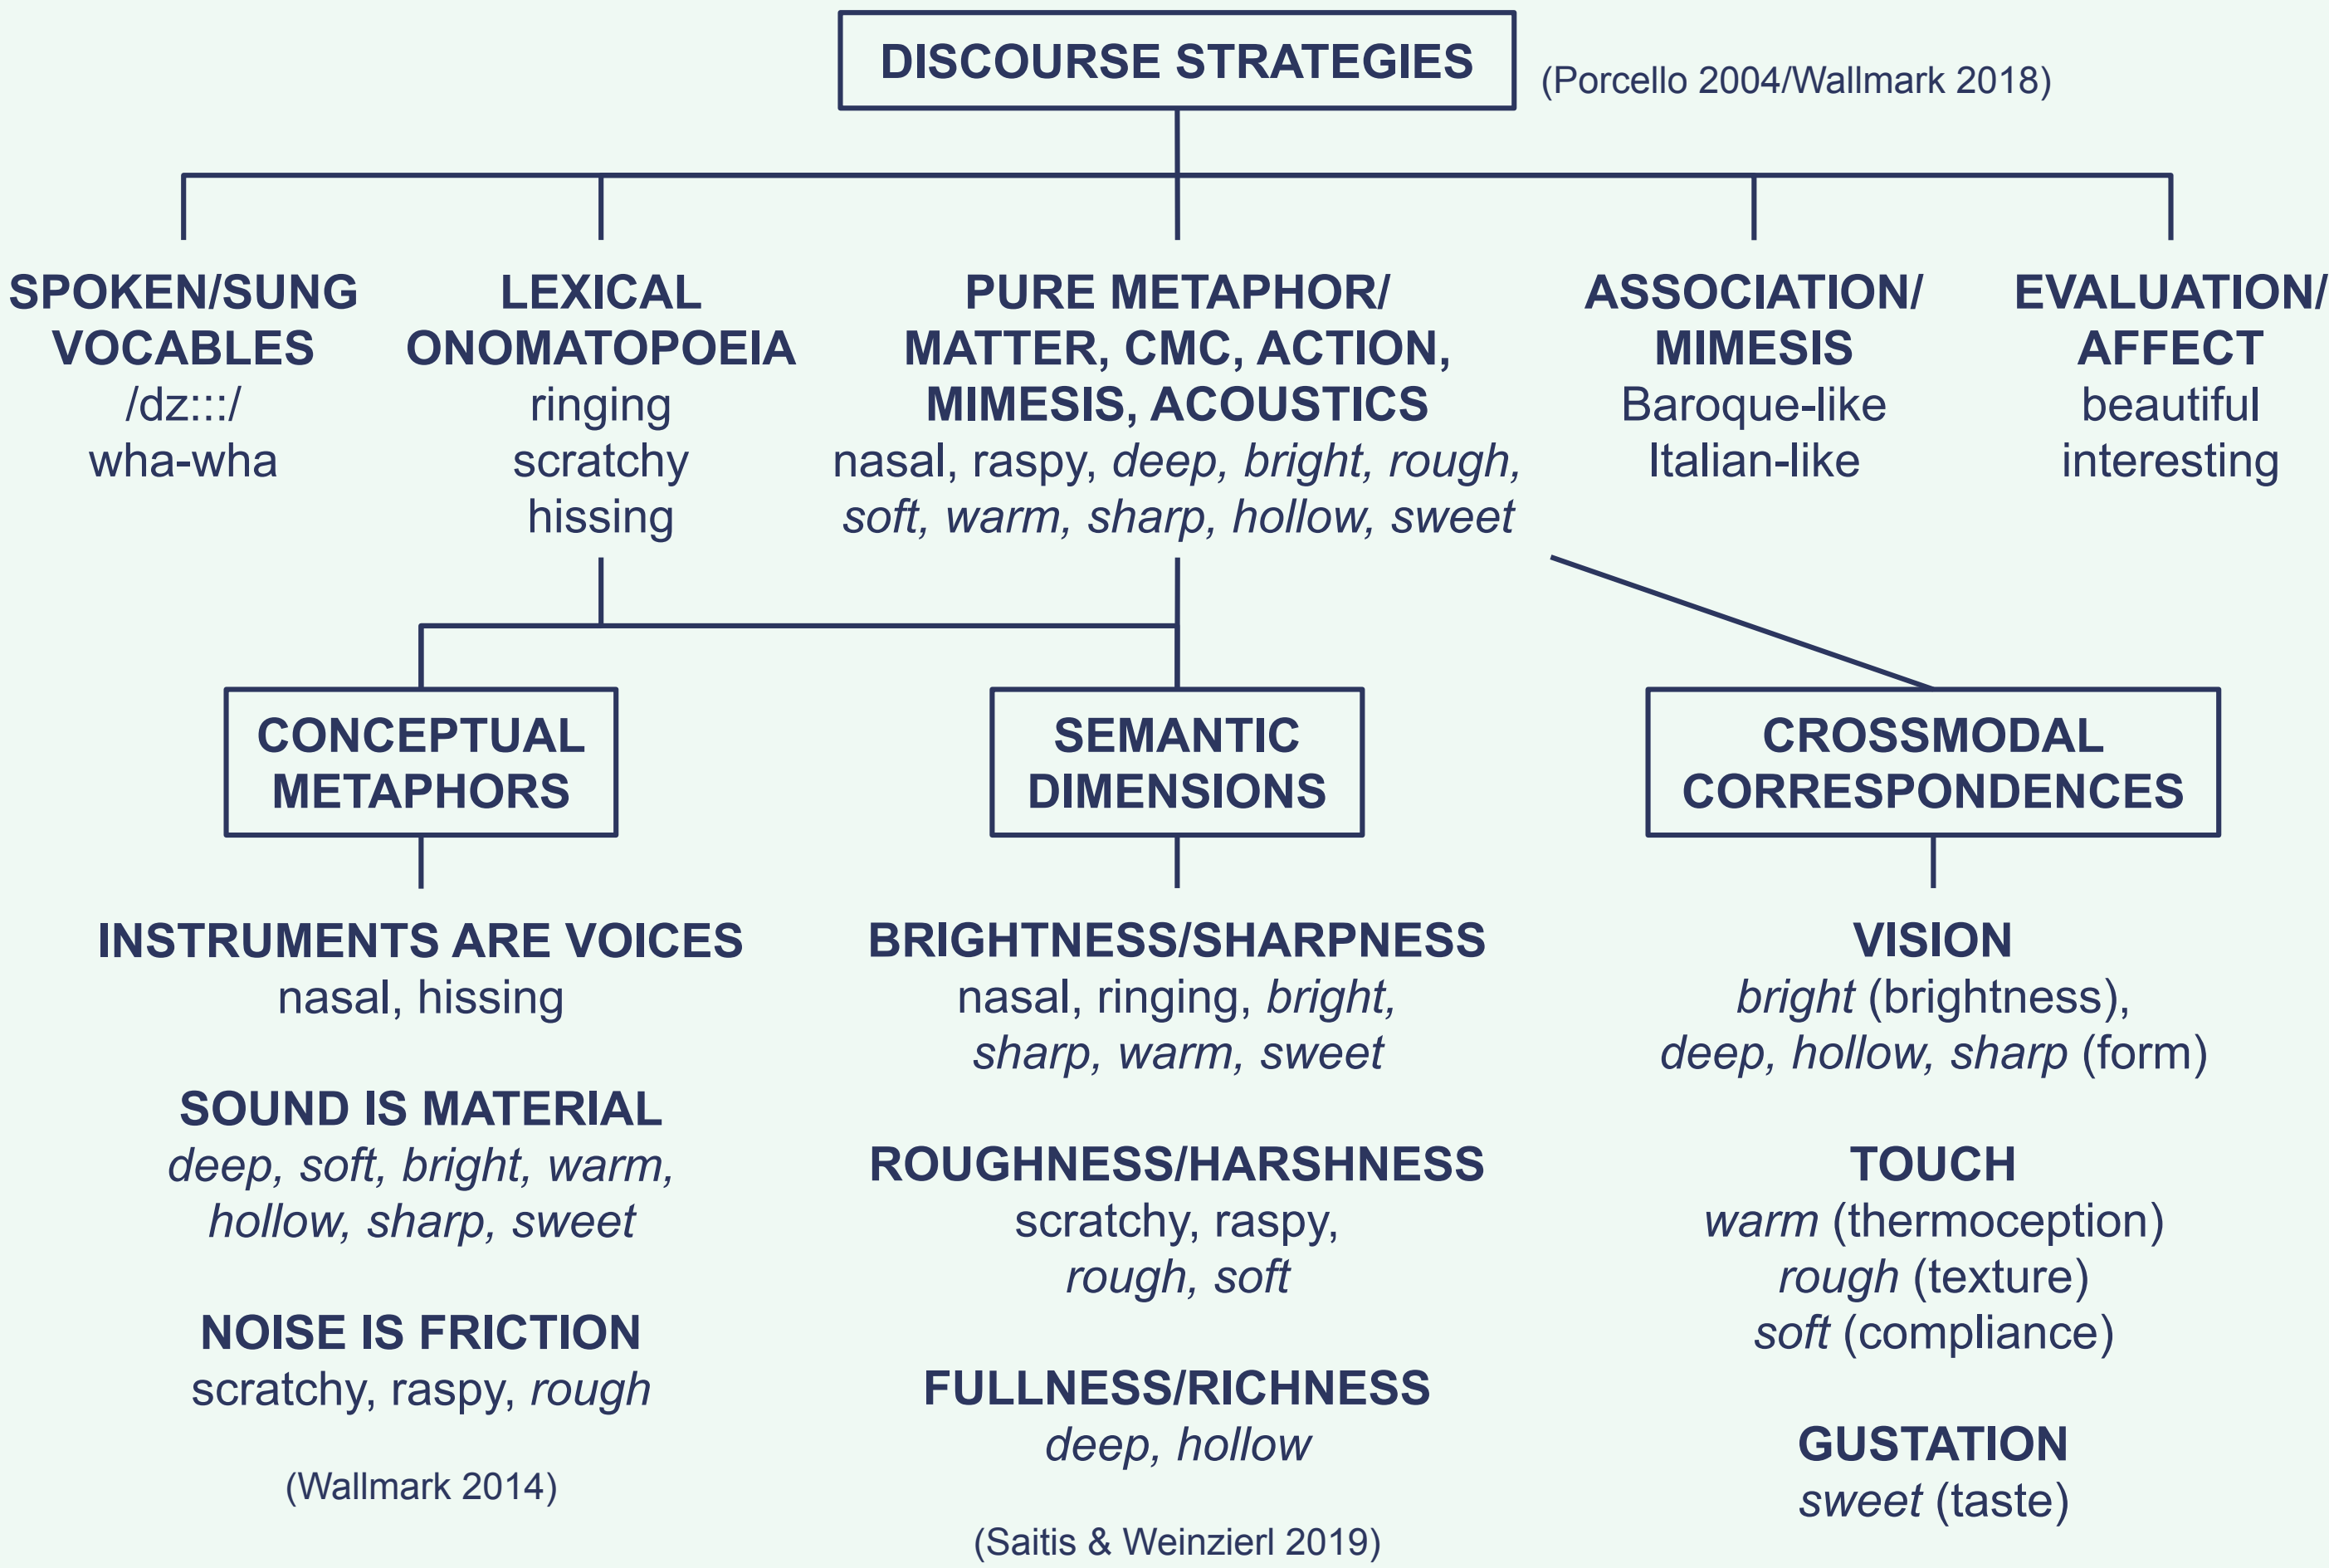 DISCOURSE STRATEGIES
(Porcello 2004/Wallmark 2018)
SPOKEN/SUNG
VOCABLES
/dz:::/
wha-wha
LEXICAL
ONOMATOPOEIA
ringing
scratchy
hissing
PURE METAPHOR/
MATTER, CMC, ACTION,
MIMESIS, ACOUSTICS
nasal, raspy, deep, bright, rough,
soft, warm, sharp, hollow, sweet
ASSOCIATION/
MIMESIS
Baroque-like
Italian-like
EVALUATION/
AFFECT
beautiful
interesting
CONCEPTUAL
METAPHORS
INSTRUMENTS ARE VOICES
nasal, hissing
SOUND IS MATERIAL
deep, soft, bright, warm,
hollow, sharp, sweet
NOISE IS FRICTION
scratchy, raspy, rough
(Wallmark 2014)
SEMANTIC
DIMENSIONS
BRIGHTNESS/SHARPNESS
nasal, ringing, bright,
sharp, warm, sweet
ROUGHNESS/HARSHNESS
scratchy, raspy,
rough, soft
FULLNESS/RICHNESS
deep, hollow
(Saitis & Weinzierl 2019)
CROSSMODAL
CORRESPONDENCES
VISION
bright (brightness),
deep, hollow, sharp (form)
TOUCH
warm (thermoception)
rough (texture)
soft (compliance)
GUSTATION
sweet (taste)